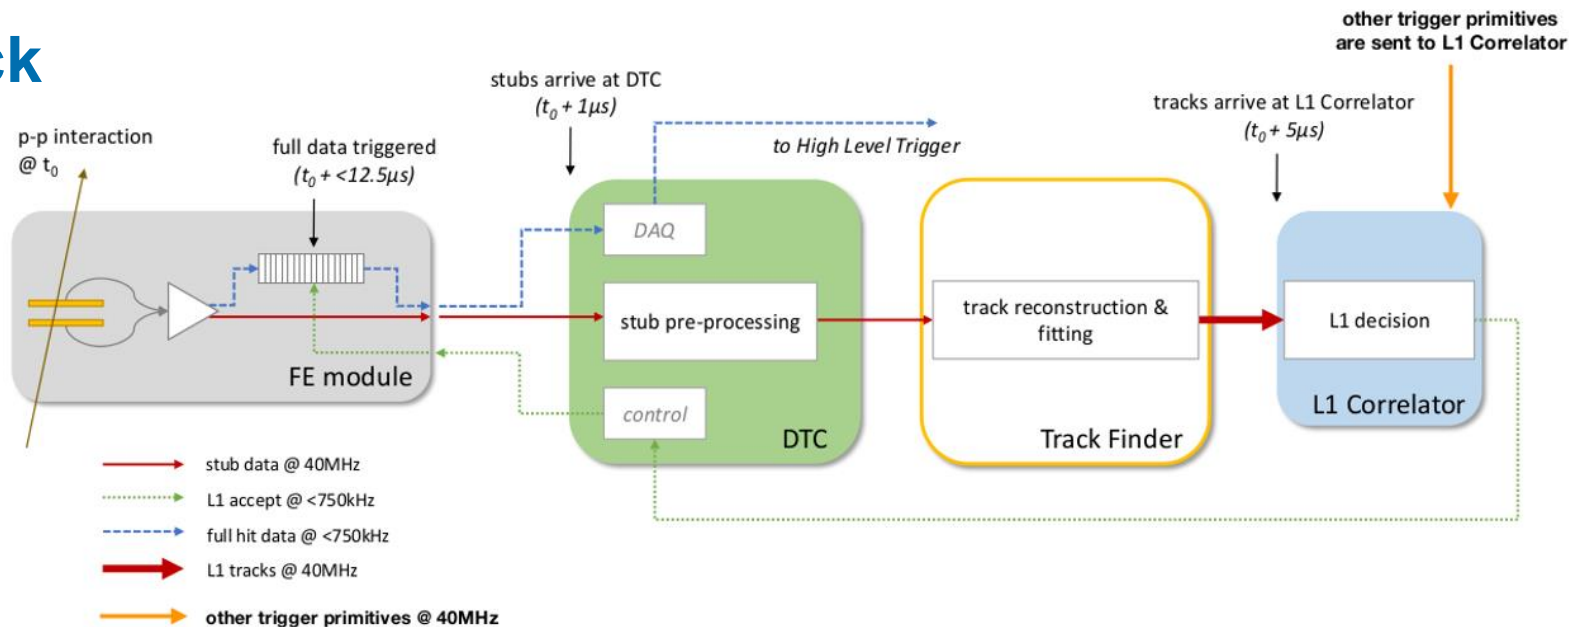 ck
other trigger primitives
are sent to L1 Correlator
stubs arrive at DTC
(t0 + 1µs)
tracks arrive at L1 Correlator
(t0 + 5µs)
p-p interaction
@ t0
full data triggered
(t0 + <12.5µs)
to High Level Trigger
DAQ
stub pre-processing
track reconstruction &
fitting
L1 decision
FE module
control
DTC
Track Finder
L1 Correlator
stub data @ 40MHz
L1 accept @ <750kHz
full hit data @ <750kHz
L1 tracks @ 40MHz
other trigger primitives @ 40MHz